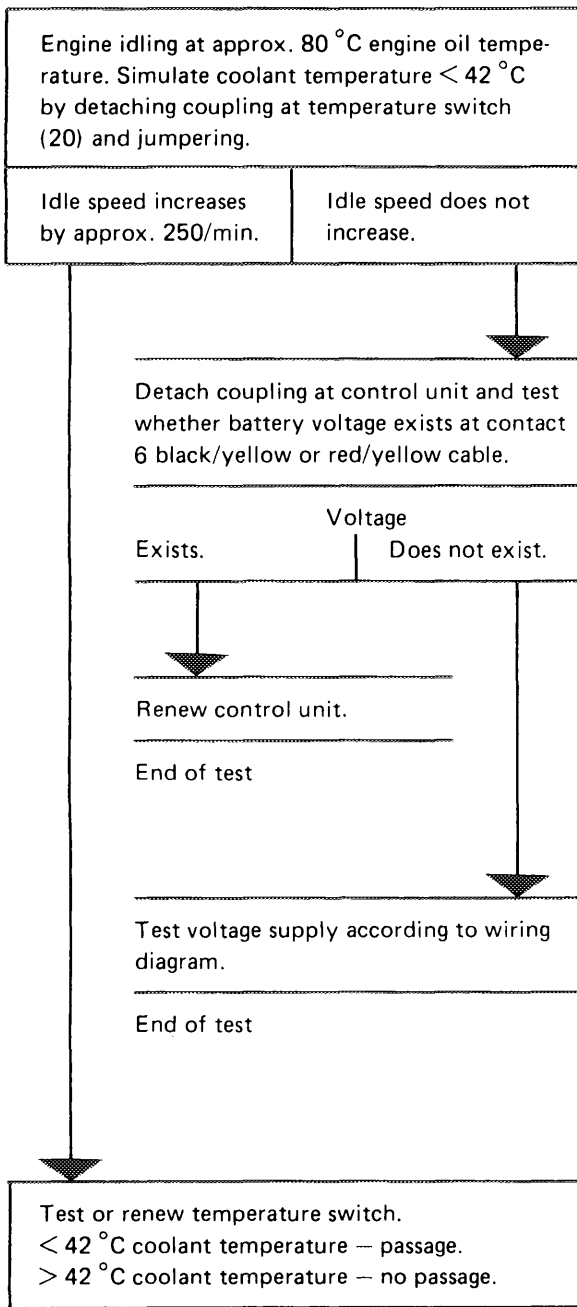 Engine idling at approx. 80 °C engine oil tempe-
rature. Simulate coolant temperature < 42 °C
by detaching coupling at temperature switch
(20) and jumpering.
Idle speed increases
by approx. 250/min.
Idle speed does not
increase.
Detach coupling at control unit and test
whether battery voltage exists at contact
6 black/yellow or red/yellow cable.
Voltage
Exists.
Does not exist.
Renew control unit.
End of test
Test voltage supply according to wiring
diagram.
End of test
Test or renew temperature switch.
< 42 °C coolant temperature — passage.
> 42 °C coolant temperature — no passage.